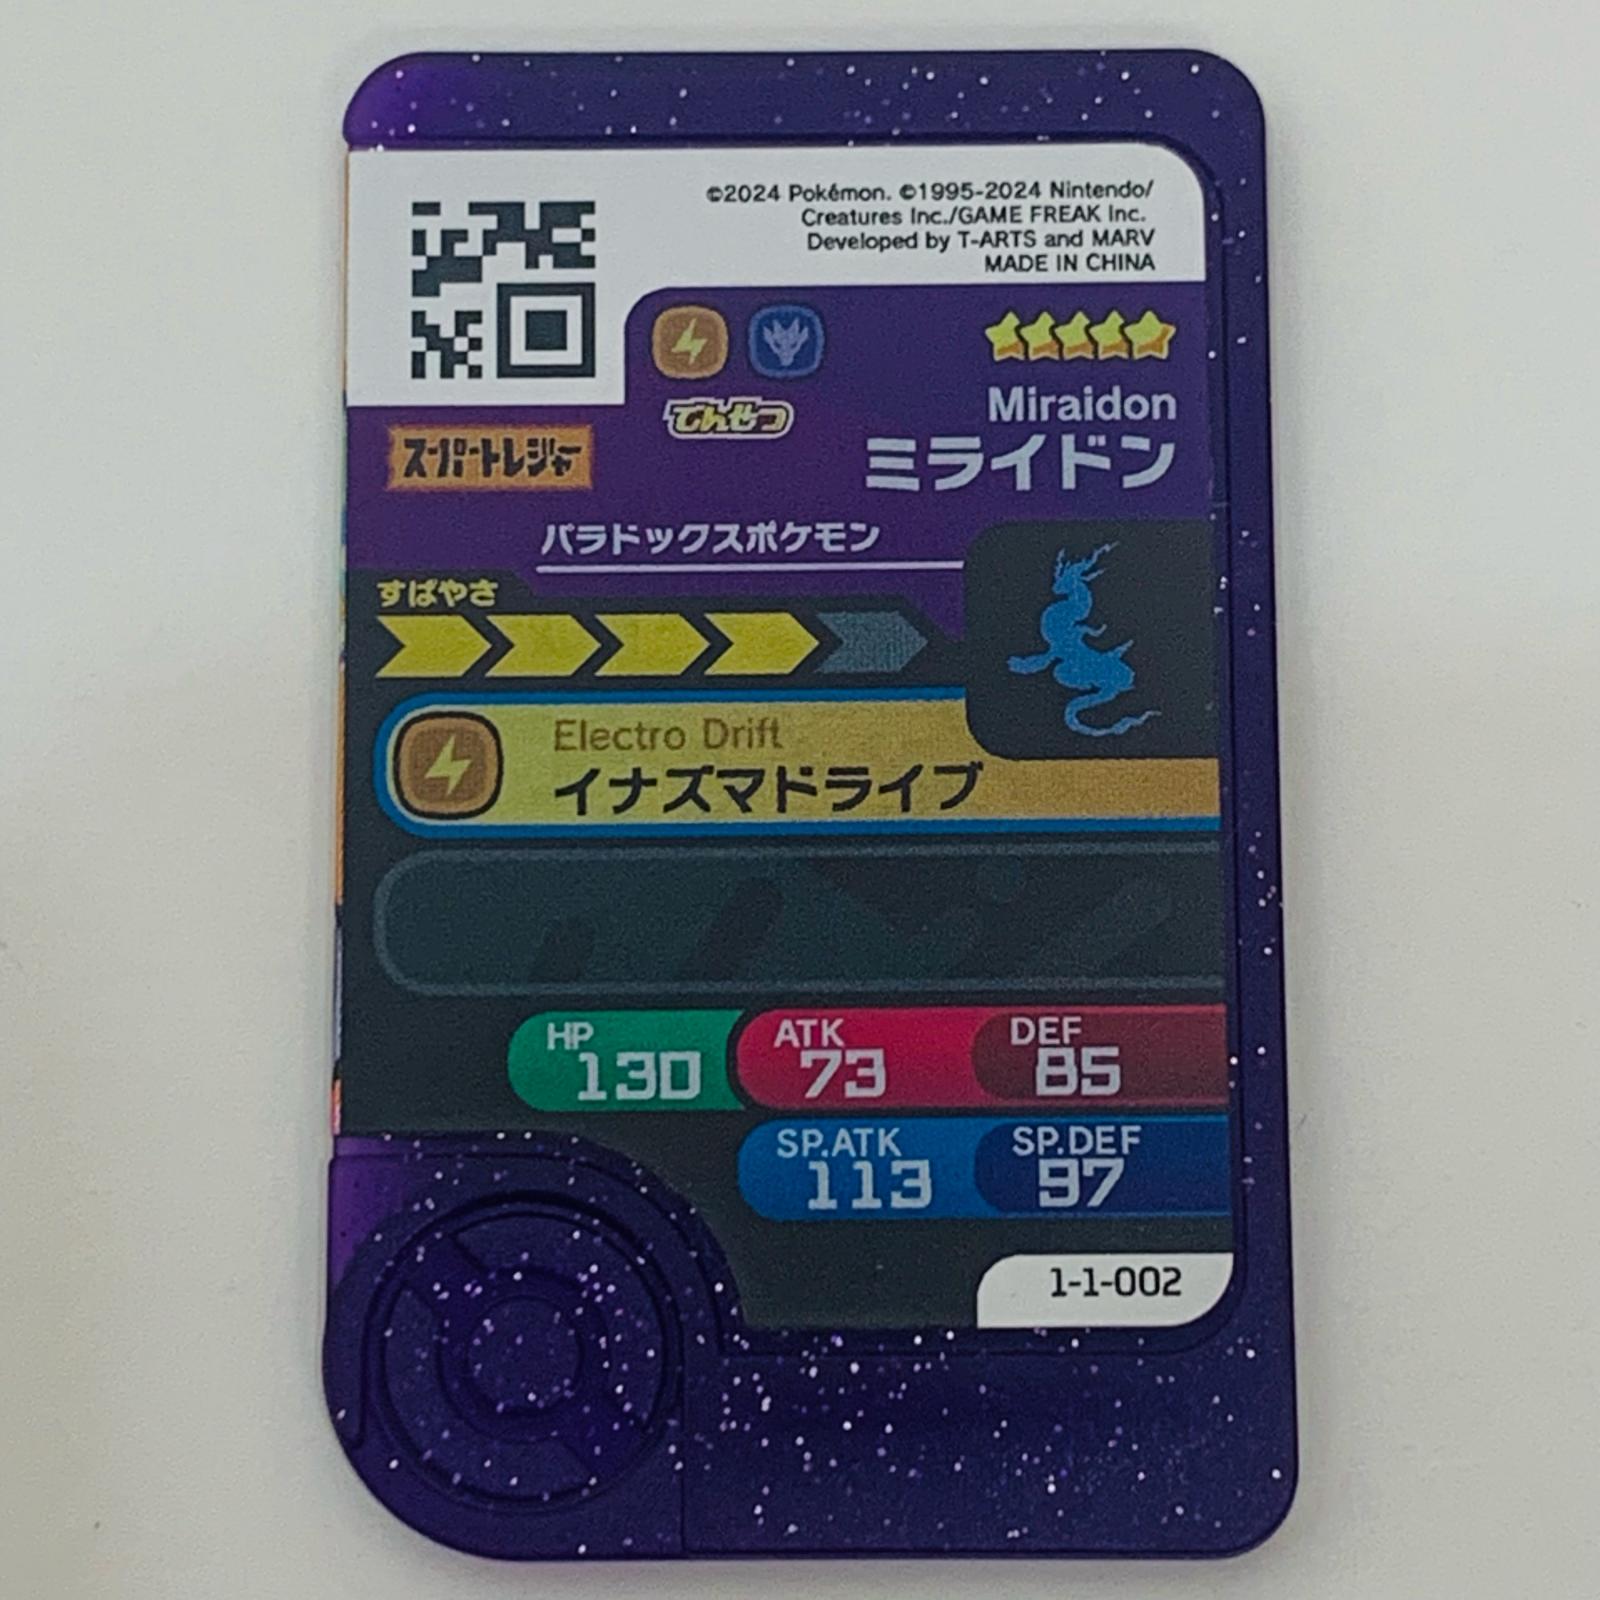 ©2024 Pokémon. ©1995-2024 Nintendo/
Creatures Inc./GAME FREAK Inc.
Developed by T-ARTS and MARV
MADE IN CHINA
でんせつ
Miraidon
ミライドン
スーパートレジャー
パラドックスポケモン
すばやさ
Electro Drift
イナズマドライブ
HP
130
ATK
73
DEF
85
SP.ATK
113
SP.DEF
97
1-1-002